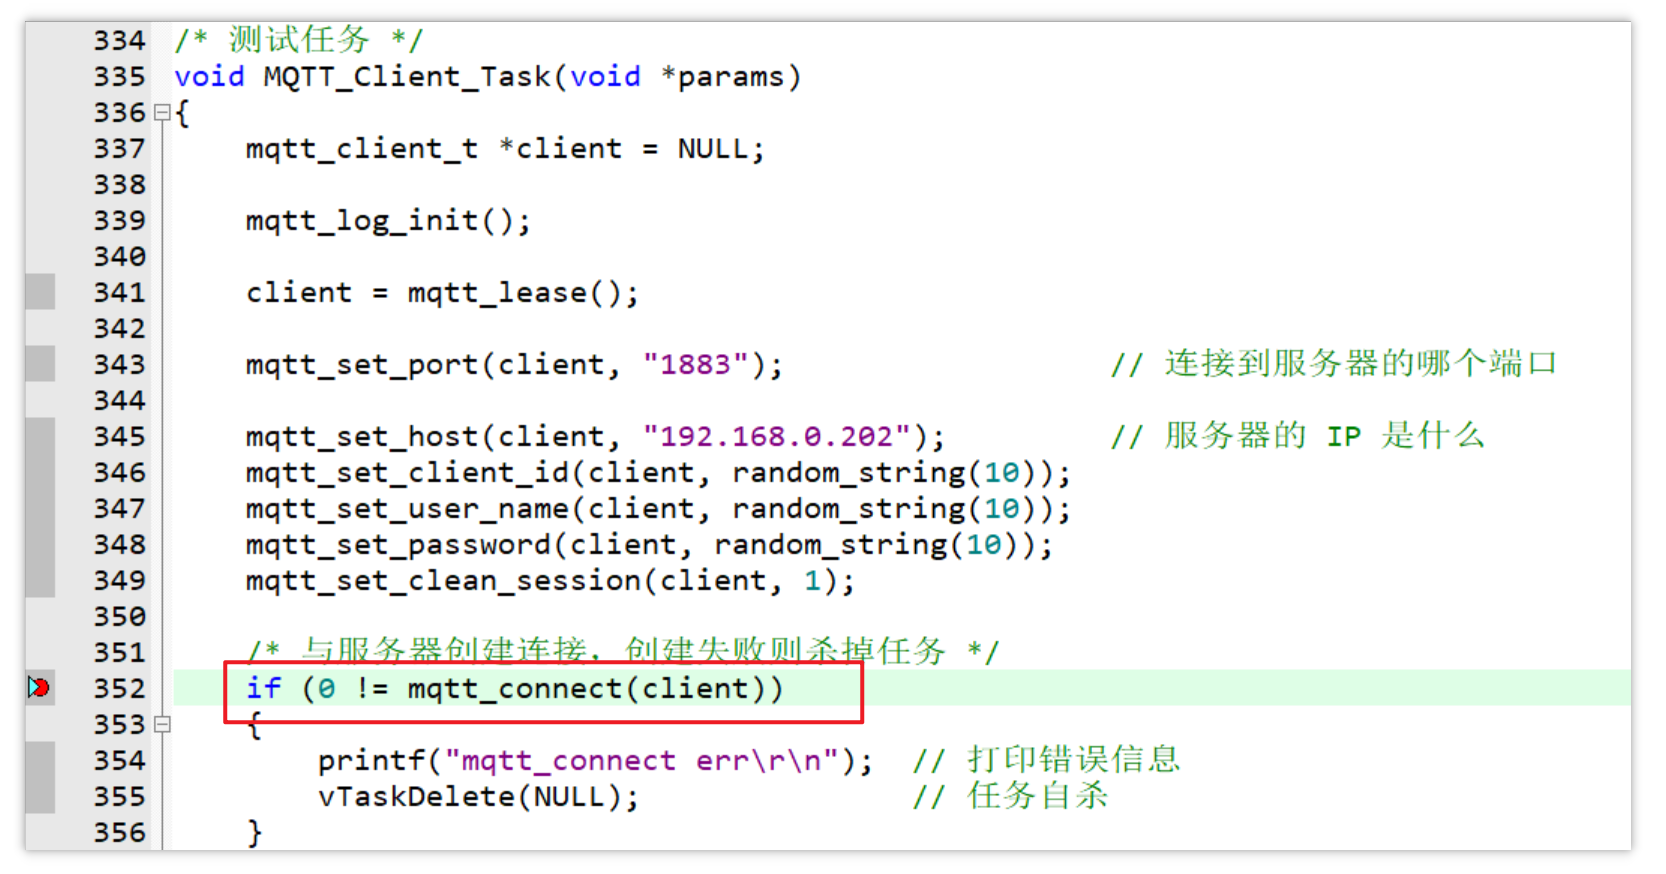 334 /* 测试任务 */
335 void MQTT_Client_Task(void *params)
336 {
337     mqtt_client_t *client = NULL;
338
339     mqtt_log_init();
340
341     client = mqtt_lease();
342
343     mqtt_set_port(client, "1883");                  // 连接到服务器的哪个端口
344
345     mqtt_set_host(client, "192.168.0.202");         // 服务器的 IP 是什么
346     mqtt_set_client_id(client, random_string(10));
347     mqtt_set_user_name(client, random_string(10));
348     mqtt_set_password(client, random_string(10));
349     mqtt_set_clean_session(client, 1);
350
351     /* 与服务器创建连接，创建失败则杀掉任务 */
352     if (0 != mqtt_connect(client))
353     {
354         printf("mqtt_connect err\r\n");  // 打印错误信息
355         vTaskDelete(NULL);               // 任务自杀
356     }